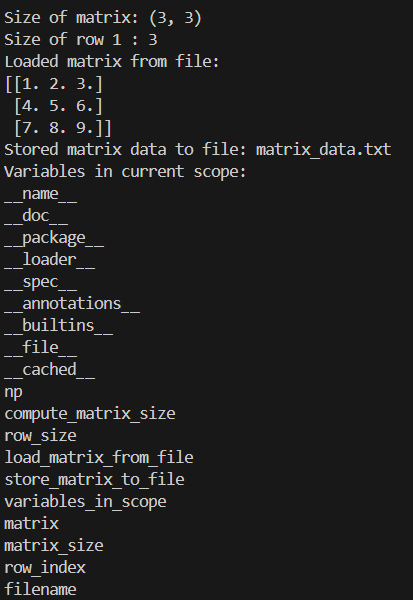 Size of matrix: (3, 3)
Size of row 1 : 3
Loaded matrix from file:
[[1. 2. 3.]
 [4. 5. 6.]
 [7. 8. 9.]]
Stored matrix data to file: matrix_data.txt
Variables in current scope:
__name__
__doc__
__package__
__loader__
__spec__
__annotations__
__builtins__
__file__
__cached__
np
compute_matrix_size
row_size
load_matrix_from_file
store_matrix_to_file
variables_in_scope
matrix
matrix_size
row_index
filename